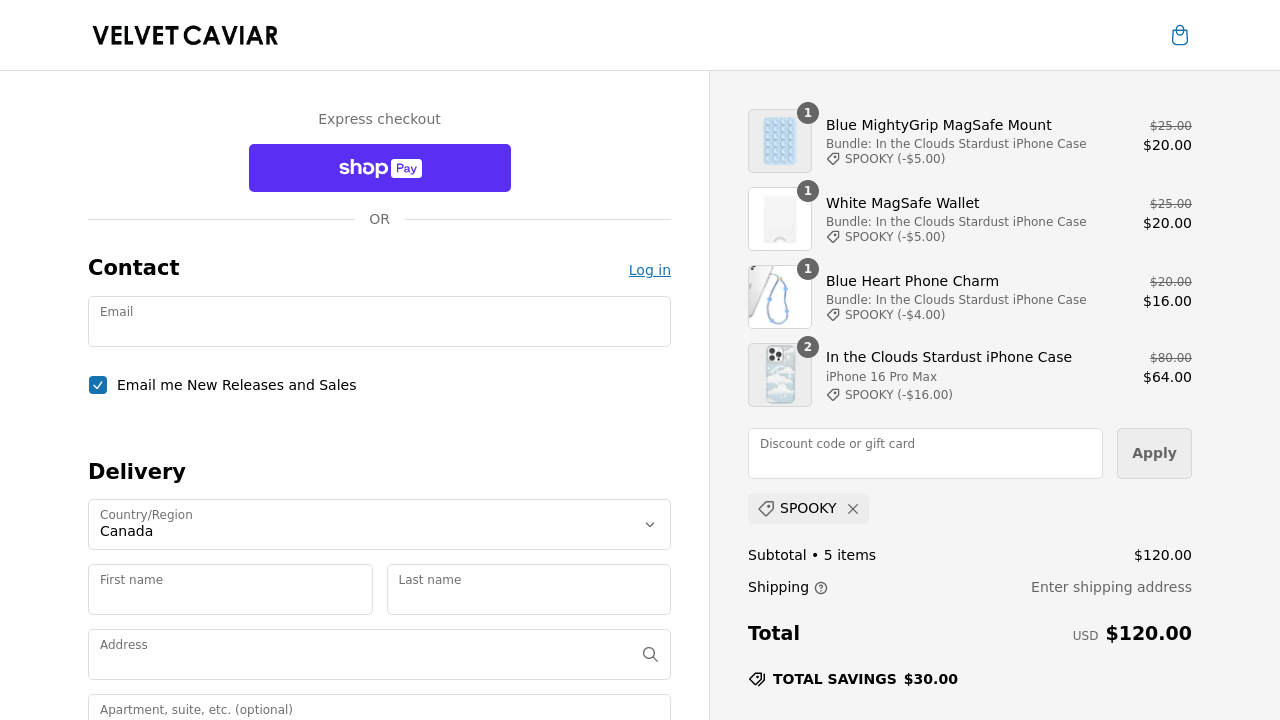 VELVET CAVIAR
Express checkout
shop Pay
OR
Contact
Log in
Email
Email me New Releases and Sales
Delivery
Country/Region
Canada
First name
Last name
Address
Apartment, suite, etc. (optional)
1
Blue MightyGrip MagSafe Mount
Bundle: In the Clouds Stardust iPhone Case
SPOOKY (-$5.00)
$25.00
$20.00
1
White MagSafe Wallet
Bundle: In the Clouds Stardust iPhone Case
SPOOKY (-$5.00)
$25.00
$20.00
1
Blue Heart Phone Charm
Bundle: In the Clouds Stardust iPhone Case
SPOOKY (-$4.00)
$20.00
$16.00
2
In the Clouds Stardust iPhone Case
iPhone 16 Pro Max
SPOOKY (-$16.00)
$80.00
$64.00
Discount code or gift card
Apply
SPOOKY
Subtotal • 5 items $120.00
Shipping Enter shipping address
Total USD $120.00
TOTAL SAVINGS $30.00